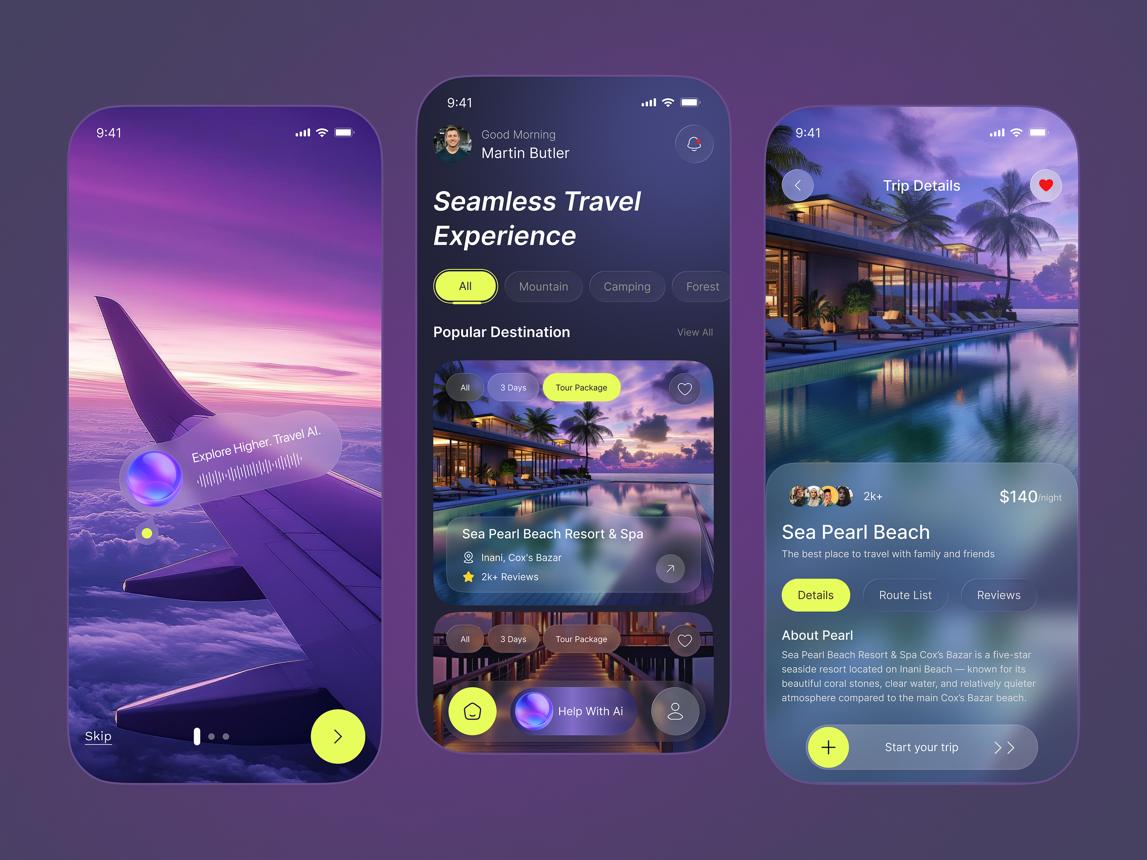 9:41
Explore Higher. Travel AI.
Skip
9:41
Good Morning
Martin Butler
Seamless Travel
Experience
All
Mountain
Camping
Forest
Popular Destination
View All
All
3 Days
Tour Package
Sea Pearl Beach Resort & Spa
Inani, Cox's Bazar
2k+ Reviews
All
3 Days
Tour Package
Help With Ai
9:41
Trip Details
2k+
$140/night
Sea Pearl Beach
The best place to travel with family and friends
Details
Route List
Reviews
About Pearl
Sea Pearl Beach Resort & Spa Cox's Bazar is a five-star
seaside resort located on Inani Beach — known for its
beautiful coral stones, clear water, and relatively quieter
atmosphere compared to the main Cox's Bazar beach.
Start your trip